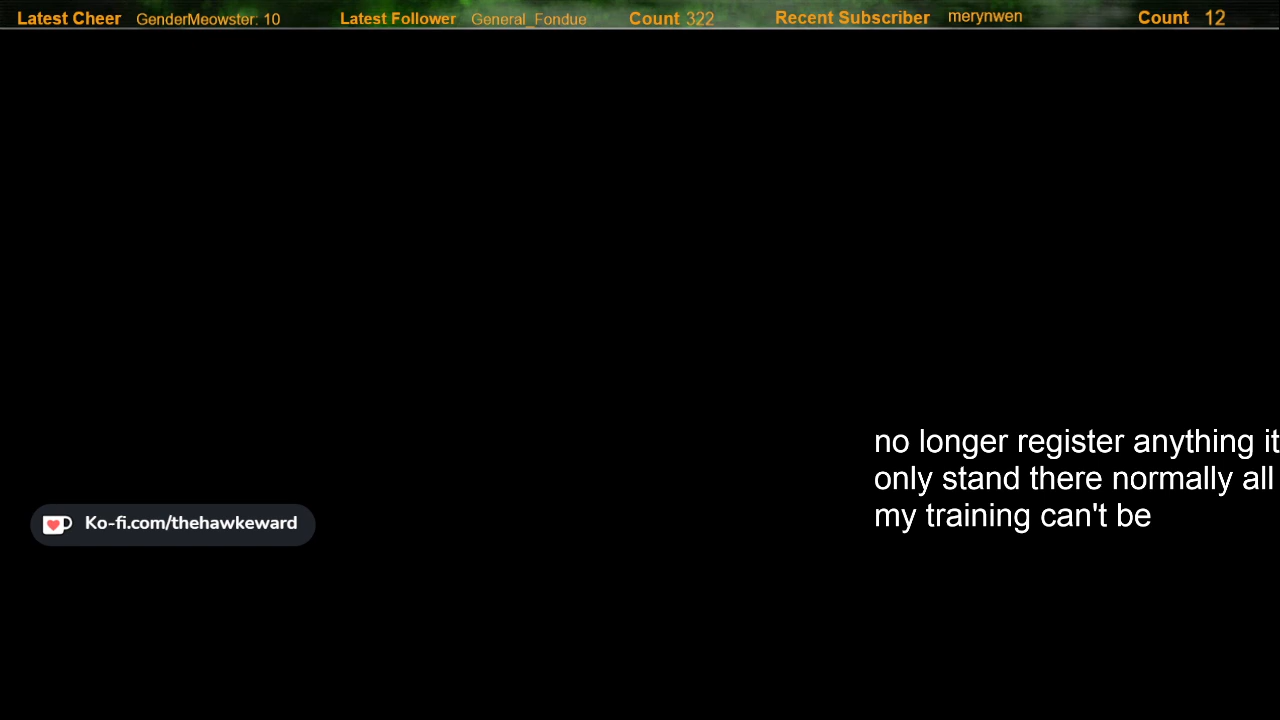 Latest Cheer GenderMeowster: 10 Latest Follower General_Fondue Count 322 Recent Subscriber merynwen Count 12
no longer register anything it
only stand there normally all
my training can't be
Ko-fi.com/thehawkeward